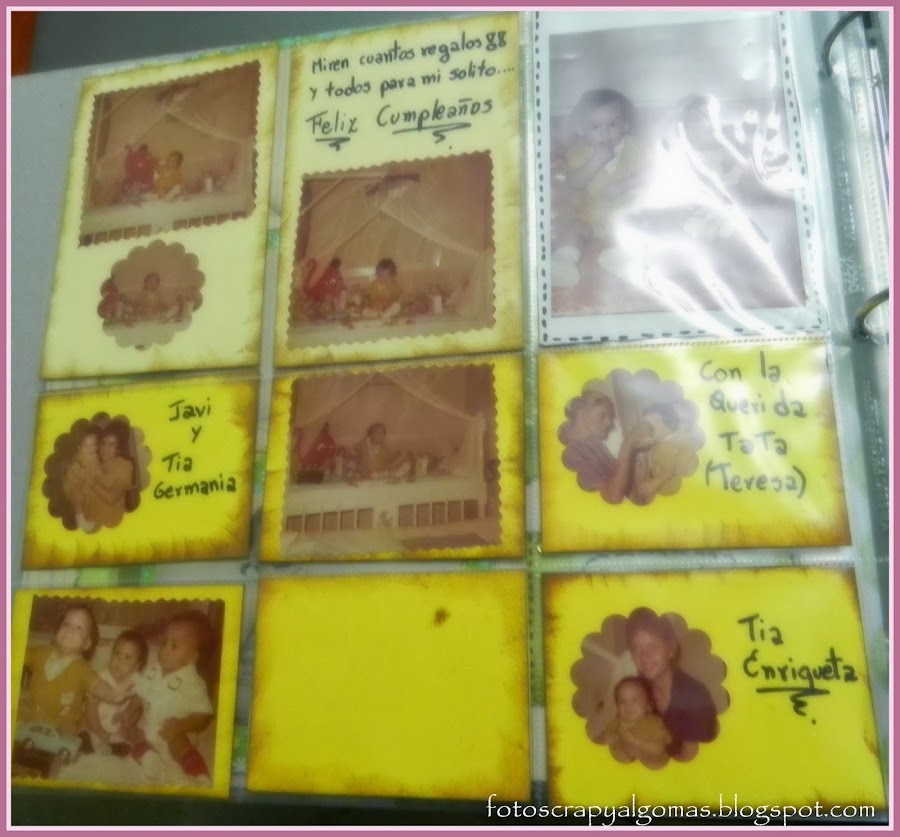 Miren cuantos regalos
y todos para mi solito....
Feliz Cumpleaños
Javi
y
Tia
Germania
Con la
Querida
TaTa
(Teresa)
Tia
Enriqueta
fotoscrapyalgomas.blogspot.com